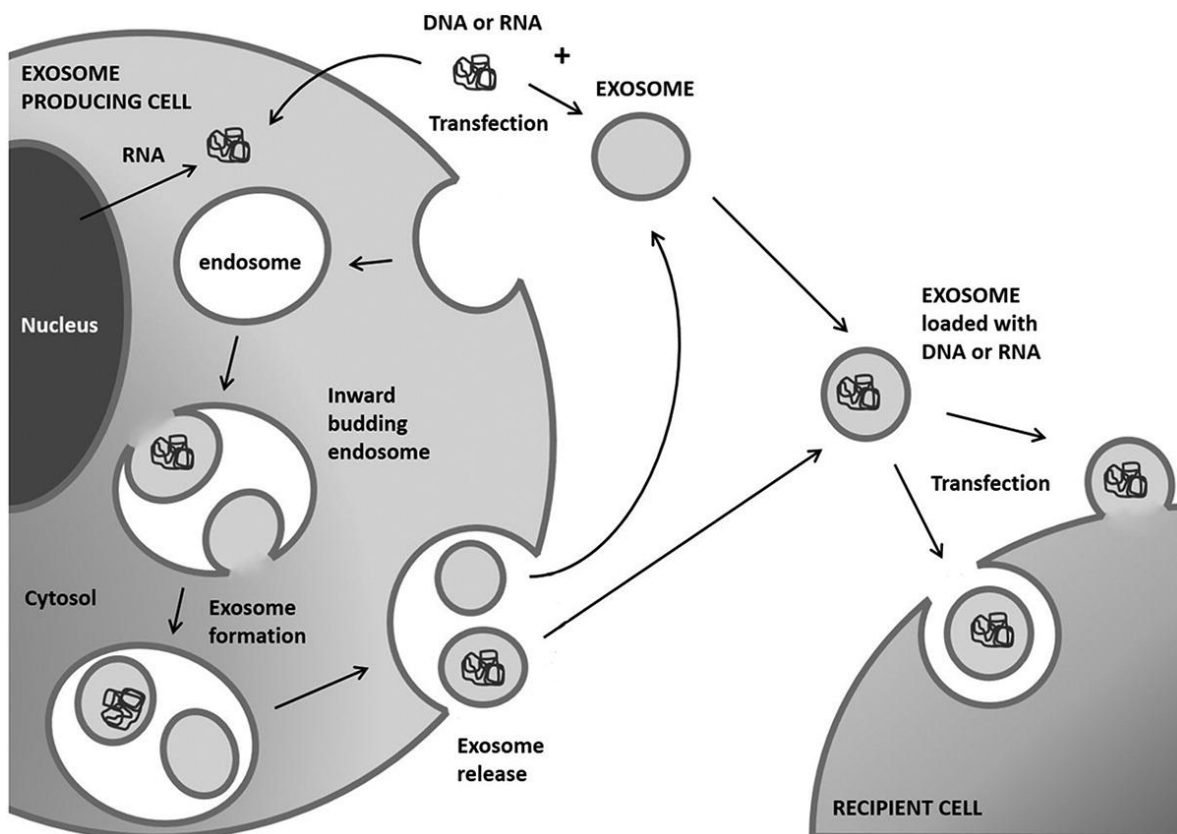 DNA or RNA
+
EXOSOME
PRODUCING CELL
EXOSOME
Transfection
RNA
endosome
Nucleus
EXOSOME
loaded with
DNA or RNA
Inward
budding
endosome
Transfection
Cytosol
Exosome
formation
Exosome
release
RECIPIENT CELL